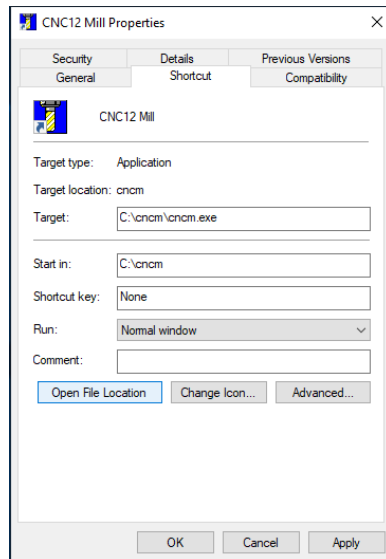 CNC12 Mill Properties
Security Details Previous Versions
General Shortcut Compatibility
CNC12 Mill
Target type: Application
Target location: cncm
Target: C:\cncm\cncm.exe
Start in: C:\cncm
Shortcut key: None
Run: Normal window
Comment:
Open File Location Change Icon... Advanced...
OK Cancel Apply